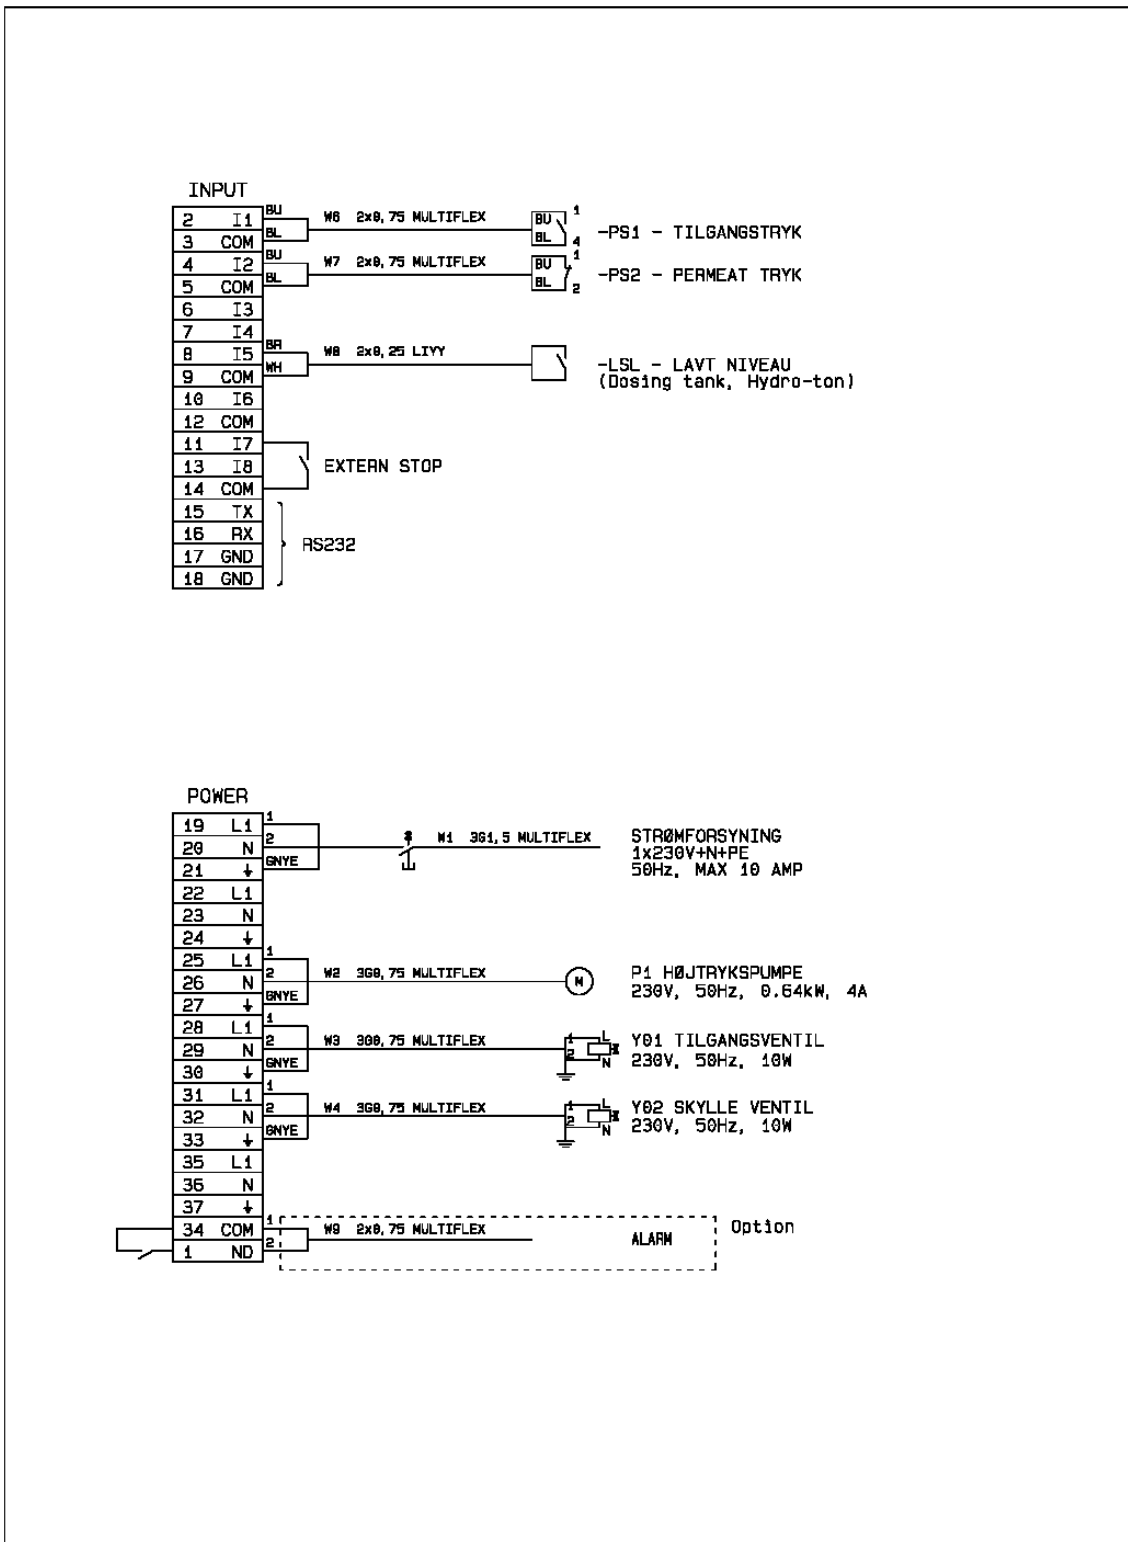 INPUT
2 I1 BU
3 COM BL
W6 2x0,75 MULTIFLEX
BU 1
BL 4
-PS1 - TILGANGSTRYK
4 I2 BU
5 COM BL
W7 2x0,75 MULTIFLEX
BU 1
BL 2
-PS2 - PERMEAT TRYK
6 I3
7 I4
8 I5 BR
9 COM WH
W8 2x0,25 LIYY
-LSL - LAVT NIVEAU
(Dosing tank, Hydro-ton)
10 I6
12 COM
11 I7
13 I8
14 COM
EXTERN STOP
15 TX
16 RX
17 GND
18 GND
RS232
POWER
19 L1 1
20 N 2
21 GNYE
W1 3G1,5 MULTIFLEX
STRØMFORSYNING
1x230V+N+PE
50Hz, MAX 10 AMP
22 L1
23 N
24
25 L1 1
26 N 2
27 GNYE
W2 3G0,75 MULTIFLEX
M
P1 HØJTRYKSPUMPE
230V, 50Hz, 0.64kW, 4A
28 L1 1
29 N 2
30 GNYE
W3 3G0,75 MULTIFLEX
1 L
2 N
Y01 TILGANGSVENTIL
230V, 50Hz, 10W
31 L1 1
32 N 2
33 GNYE
W4 3G0,75 MULTIFLEX
1 L
2 N
Y02 SKYLLE VENTIL
230V, 50Hz, 10W
35 L1
36 N
37
34 COM 1
1 NO 2
W9 2x0,75 MULTIFLEX
ALARM
Option